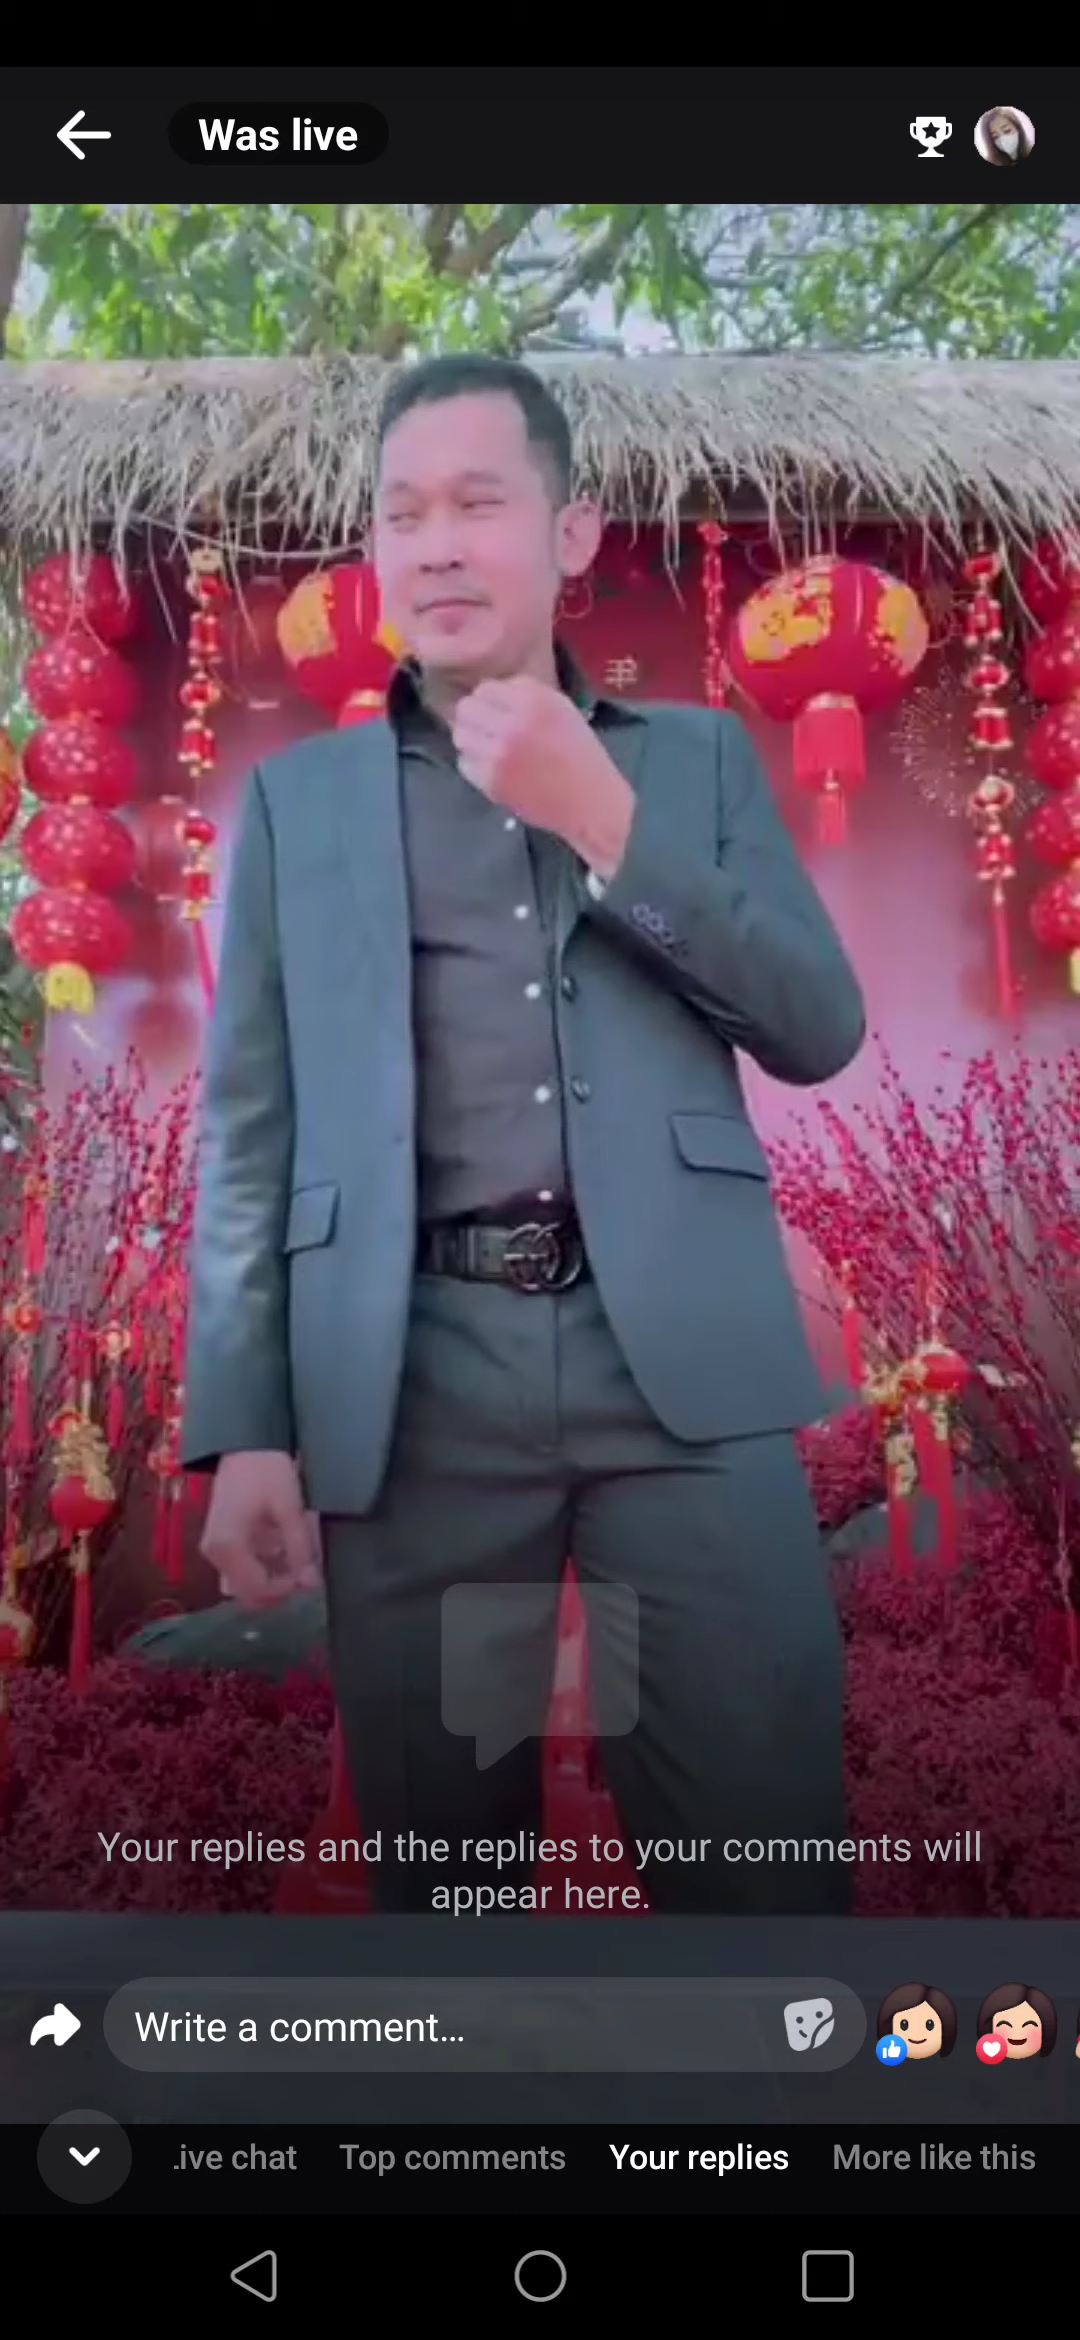 Was live
Your replies and the replies to your comments will
appear here.
Write a comment...
.ive chat Top comments Your replies More like this